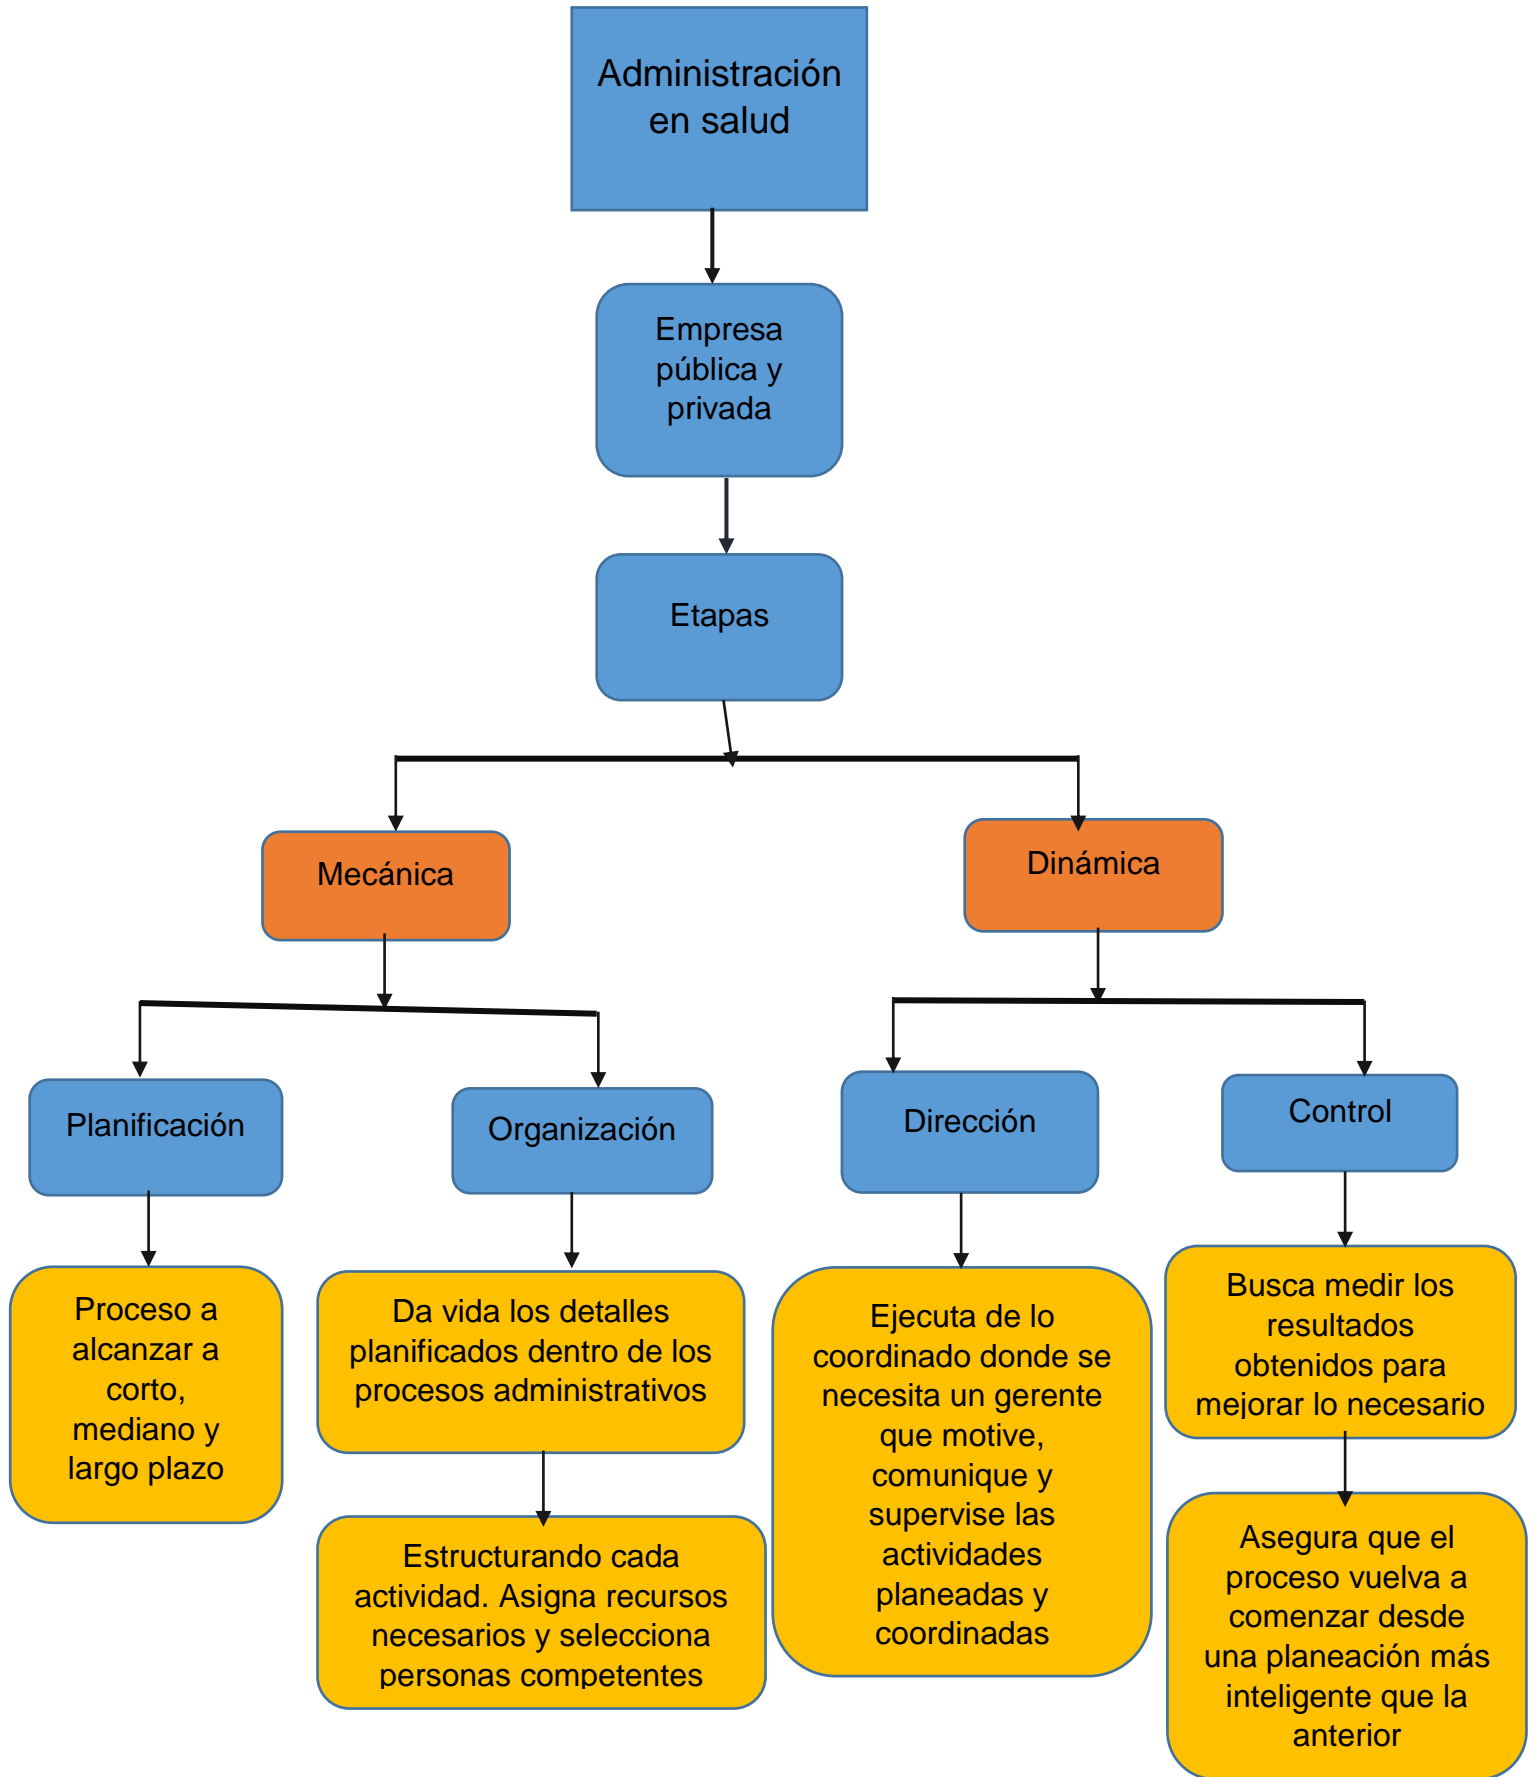 Administración
en salud
Empresa
pública y
privada
Etapas
Mecánica
Dinámica
Planificación
Organización
Dirección
Control
Proceso a
alcanzar a
corto,
mediano y
largo plazo
Da vida los detalles
planificados dentro de los
procesos administrativos
Estructurando cada
actividad. Asigna recursos
necesarios y selecciona
personas competentes
Ejecuta de lo
coordinado donde se
necesita un gerente
que motive,
comunique y
supervise las
actividades
planeadas y
coordinadas
Busca medir los
resultados
obtenidos para
mejorar lo necesario
Asegura que el
proceso vuelva a
comenzar desde
una planeación más
inteligente que la
anterior